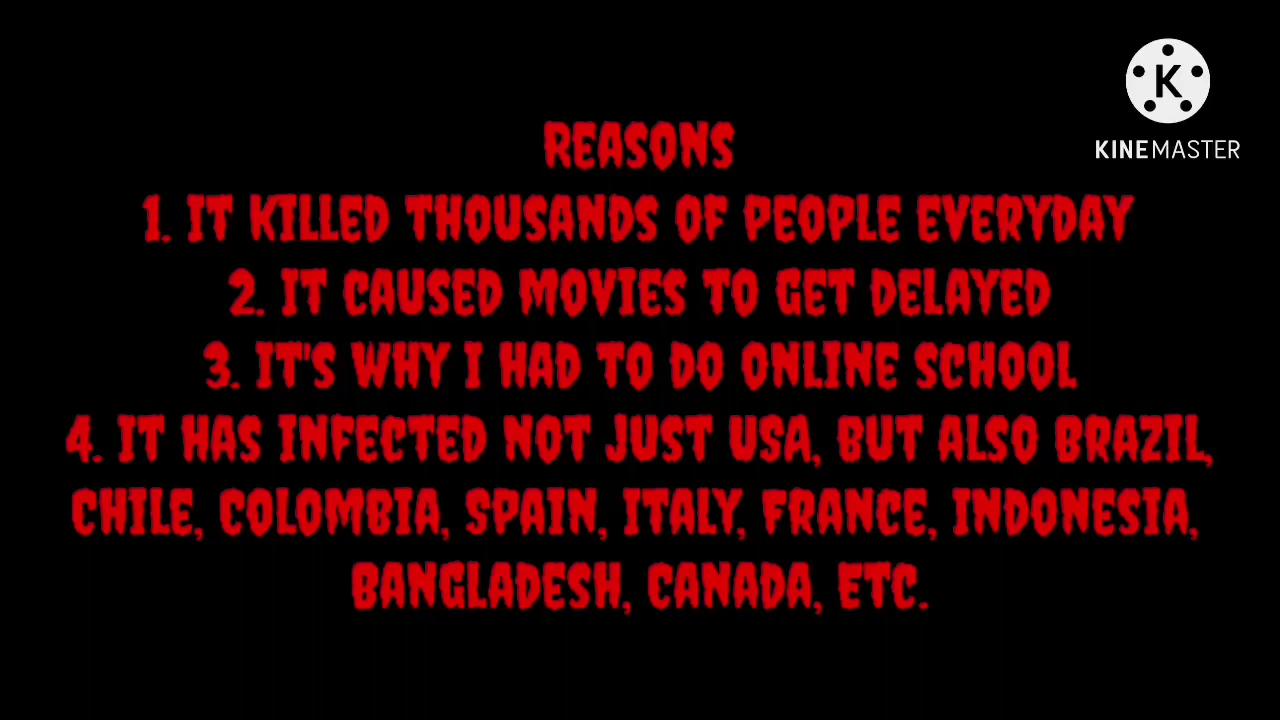 REASONS
1. IT KILLED THOUSANDS OF PEOPLE EVERYDAY
2. IT CAUSED MOVIES TO GET DELAYED
3. IT'S WHY I HAD TO DO ONLINE SCHOOL
4. IT HAS INFECTED NOT JUST USA, BUT ALSO BRAZIL,
CHILE, COLOMBIA, SPAIN, ITALY, FRANCE, INDONESIA,
BANGLADESH, CANADA, ETC.
K
KINEMASTER